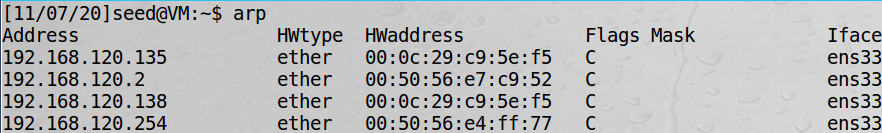 [11/07/20]seed@VM:~$ arp
Address HWtype HWaddress Flags Mask Iface
192.168.120.135 ether 00:0c:29:c9:5e:f5 C ens33
192.168.120.2 ether 00:50:56:e7:c9:52 C ens33
192.168.120.138 ether 00:0c:29:c9:5e:f5 C ens33
192.168.120.254 ether 00:50:56:e4:ff:77 C ens33